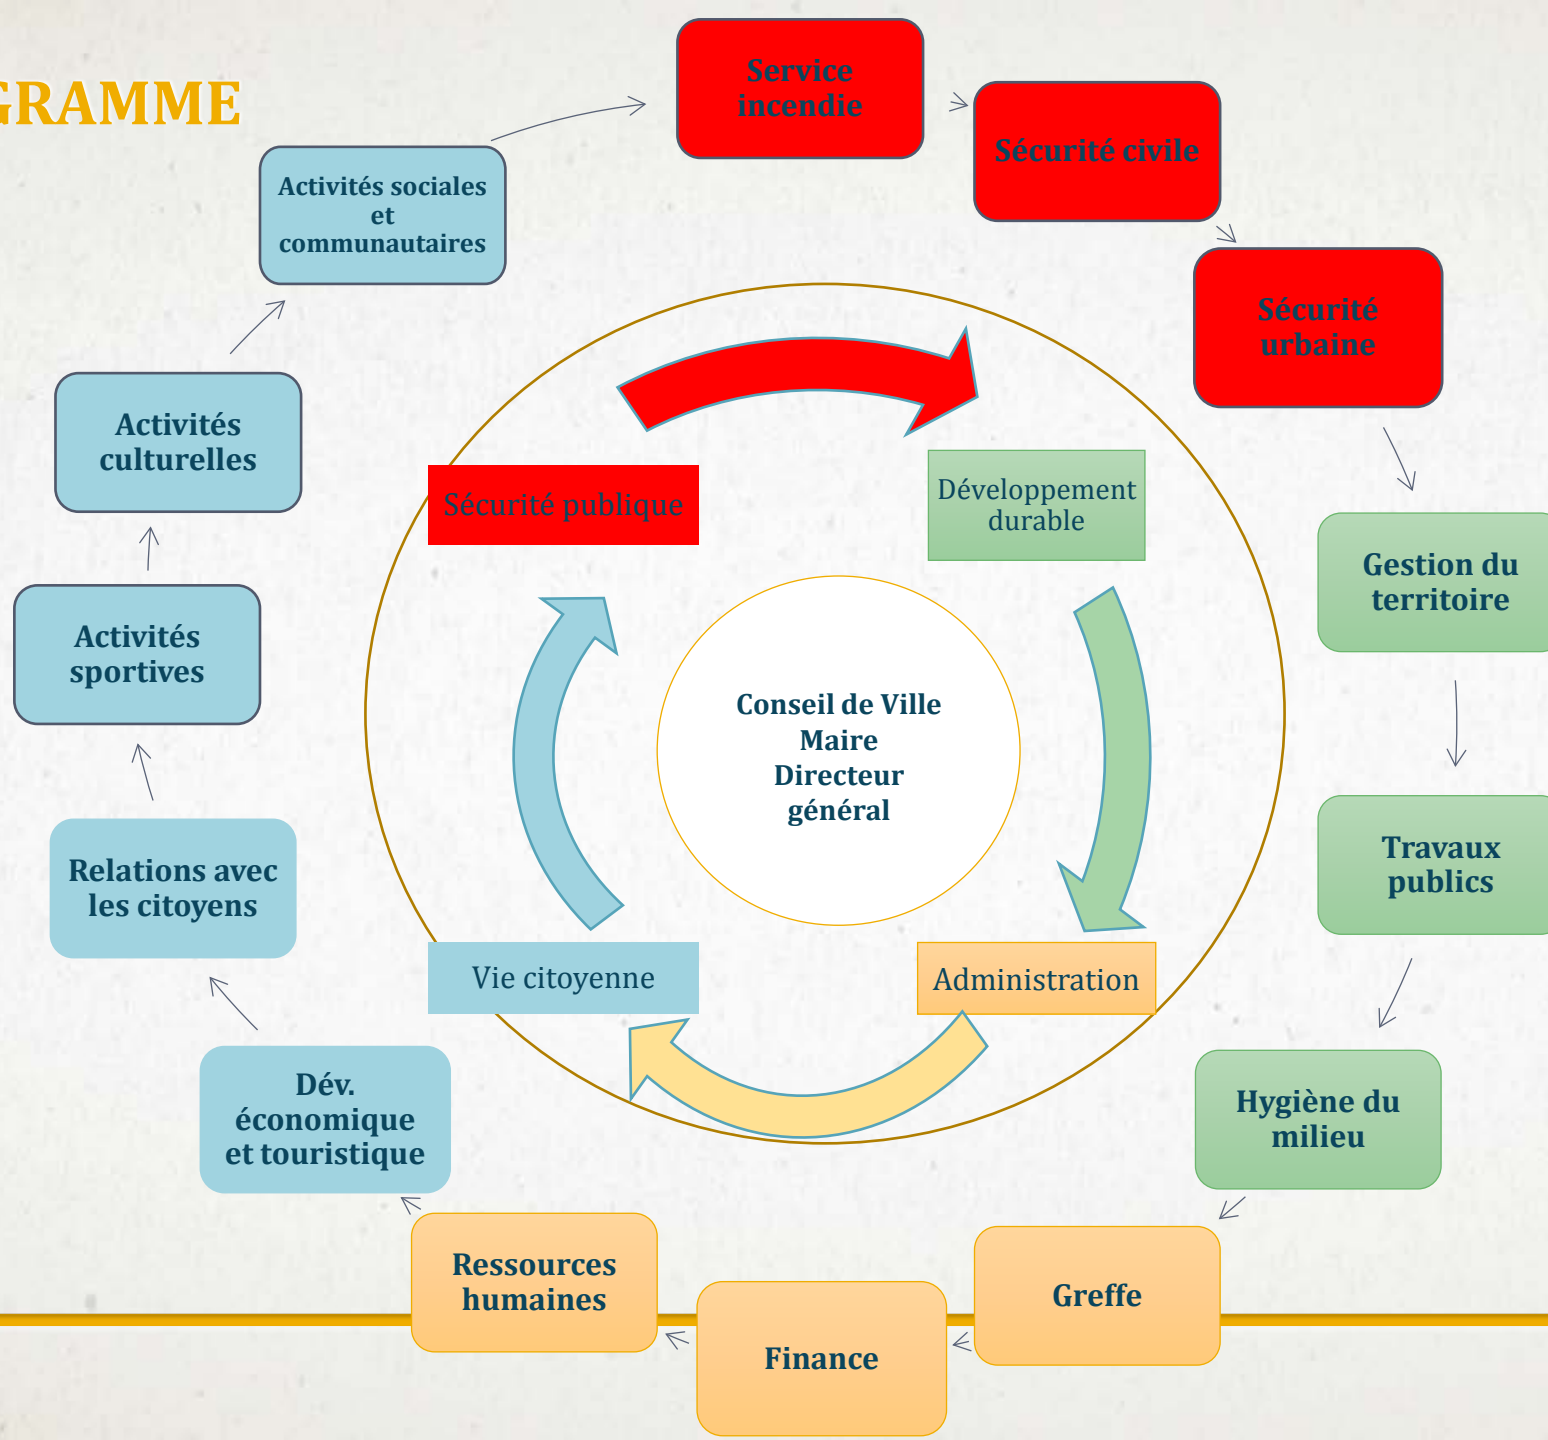 GRAMME
Service
incendie
Sécurité civile
Sécurité
urbaine
Gestion du
territoire
Travaux
publics
Hygiène du
milieu
Greffe
Finance
Ressources
humaines
Dév.
économique
et touristique
Relations avec
les citoyens
Activités
sportives
Activités
culturelles
Activités sociales
et
communautaires
Sécurité publique
Développement
durable
Administration
Vie citoyenne
Conseil de Ville
Maire
Directeur
général